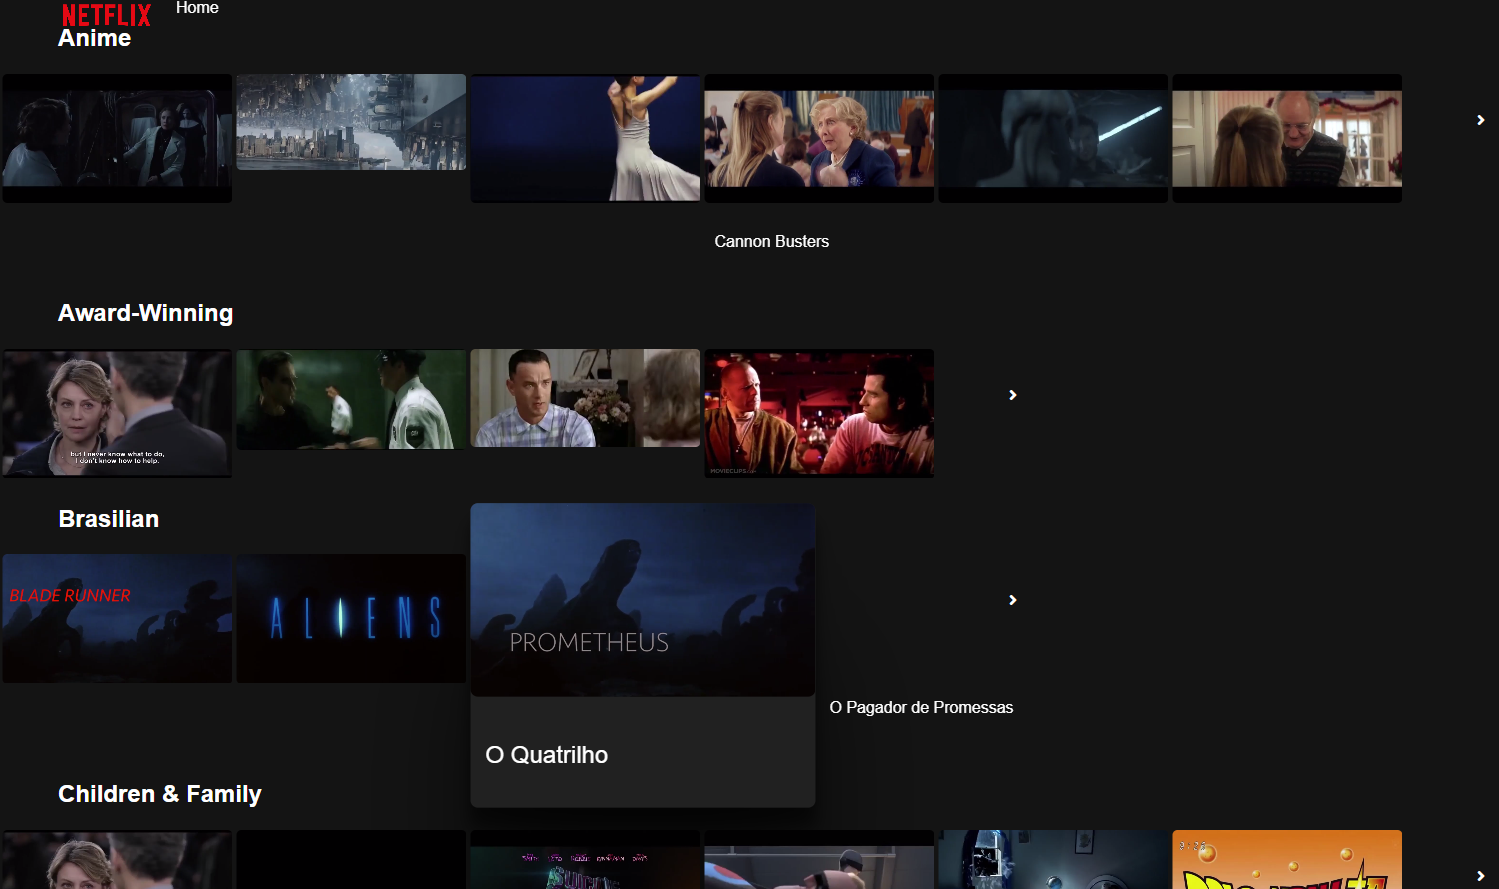 NETFLIX
Home
Anime
Cannon Busters
Award-Winning
but I never know what to do,
I don't know how to help.
MOVIECLIPS.com
Brasilian
BLADE RUNNER
ALIENS
PROMETHEUS
O Pagador de Promessas
O Quatrilho
Children & Family